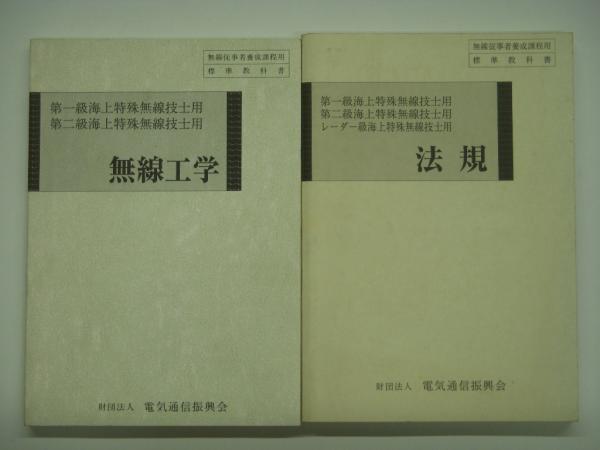 無線従事者養成課程用
標準教科書
第一級海上特殊無線技士用
第二級海上特殊無線技士用
無線工学
財団法人 電気通信振興会
無線従事者養成課程用
標準教科書
第一級海上特殊無線技士用
第二級海上特殊無線技士用
レーダー級海上特殊無線技士用
法規
財団法人 電気通信振興会